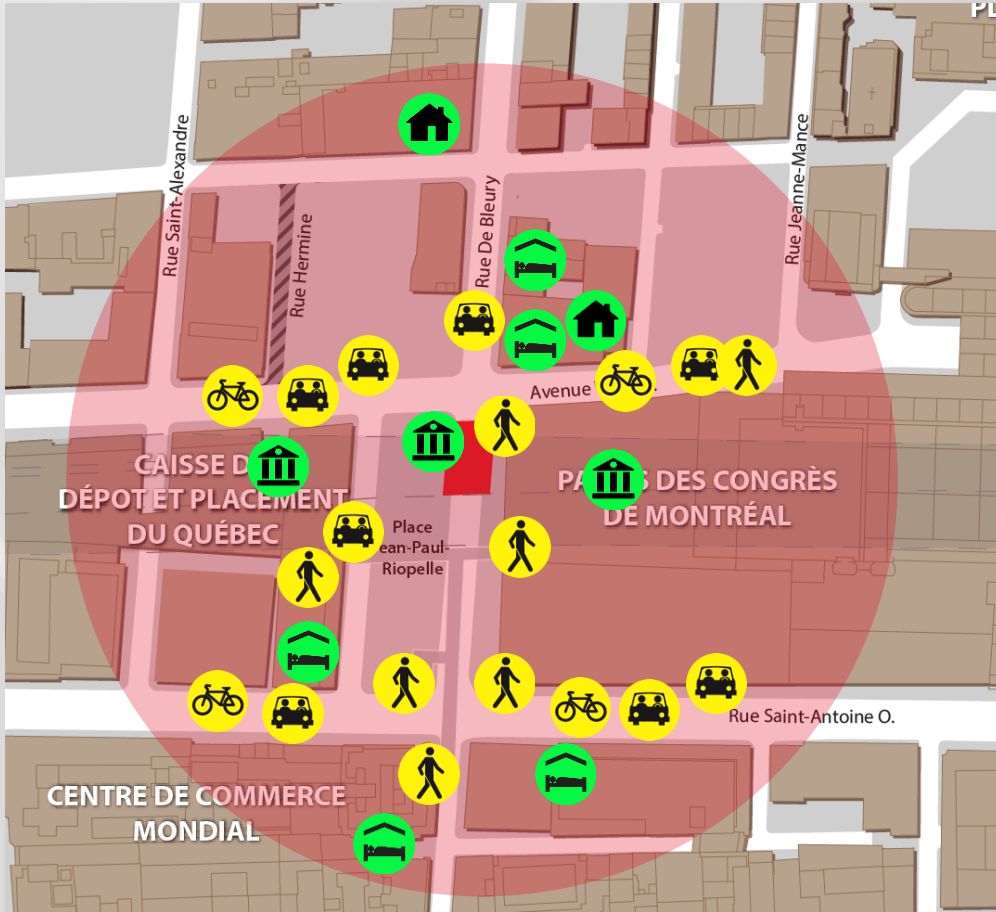 PL
Rue Saint-Alexandre
Rue Hermine
Rue De Bleury
Rue Jeanne-Mance
Avenue
CAISSE D
DÉPOT ET PLACEMENT
DU QUÉBEC
PA S DES CONGRÈS
DE MONTRÉAL
Place
ean-Paul-
Riopelle
Rue Saint-Antoine O.
CENTRE DE COMMERCE
MONDIAL